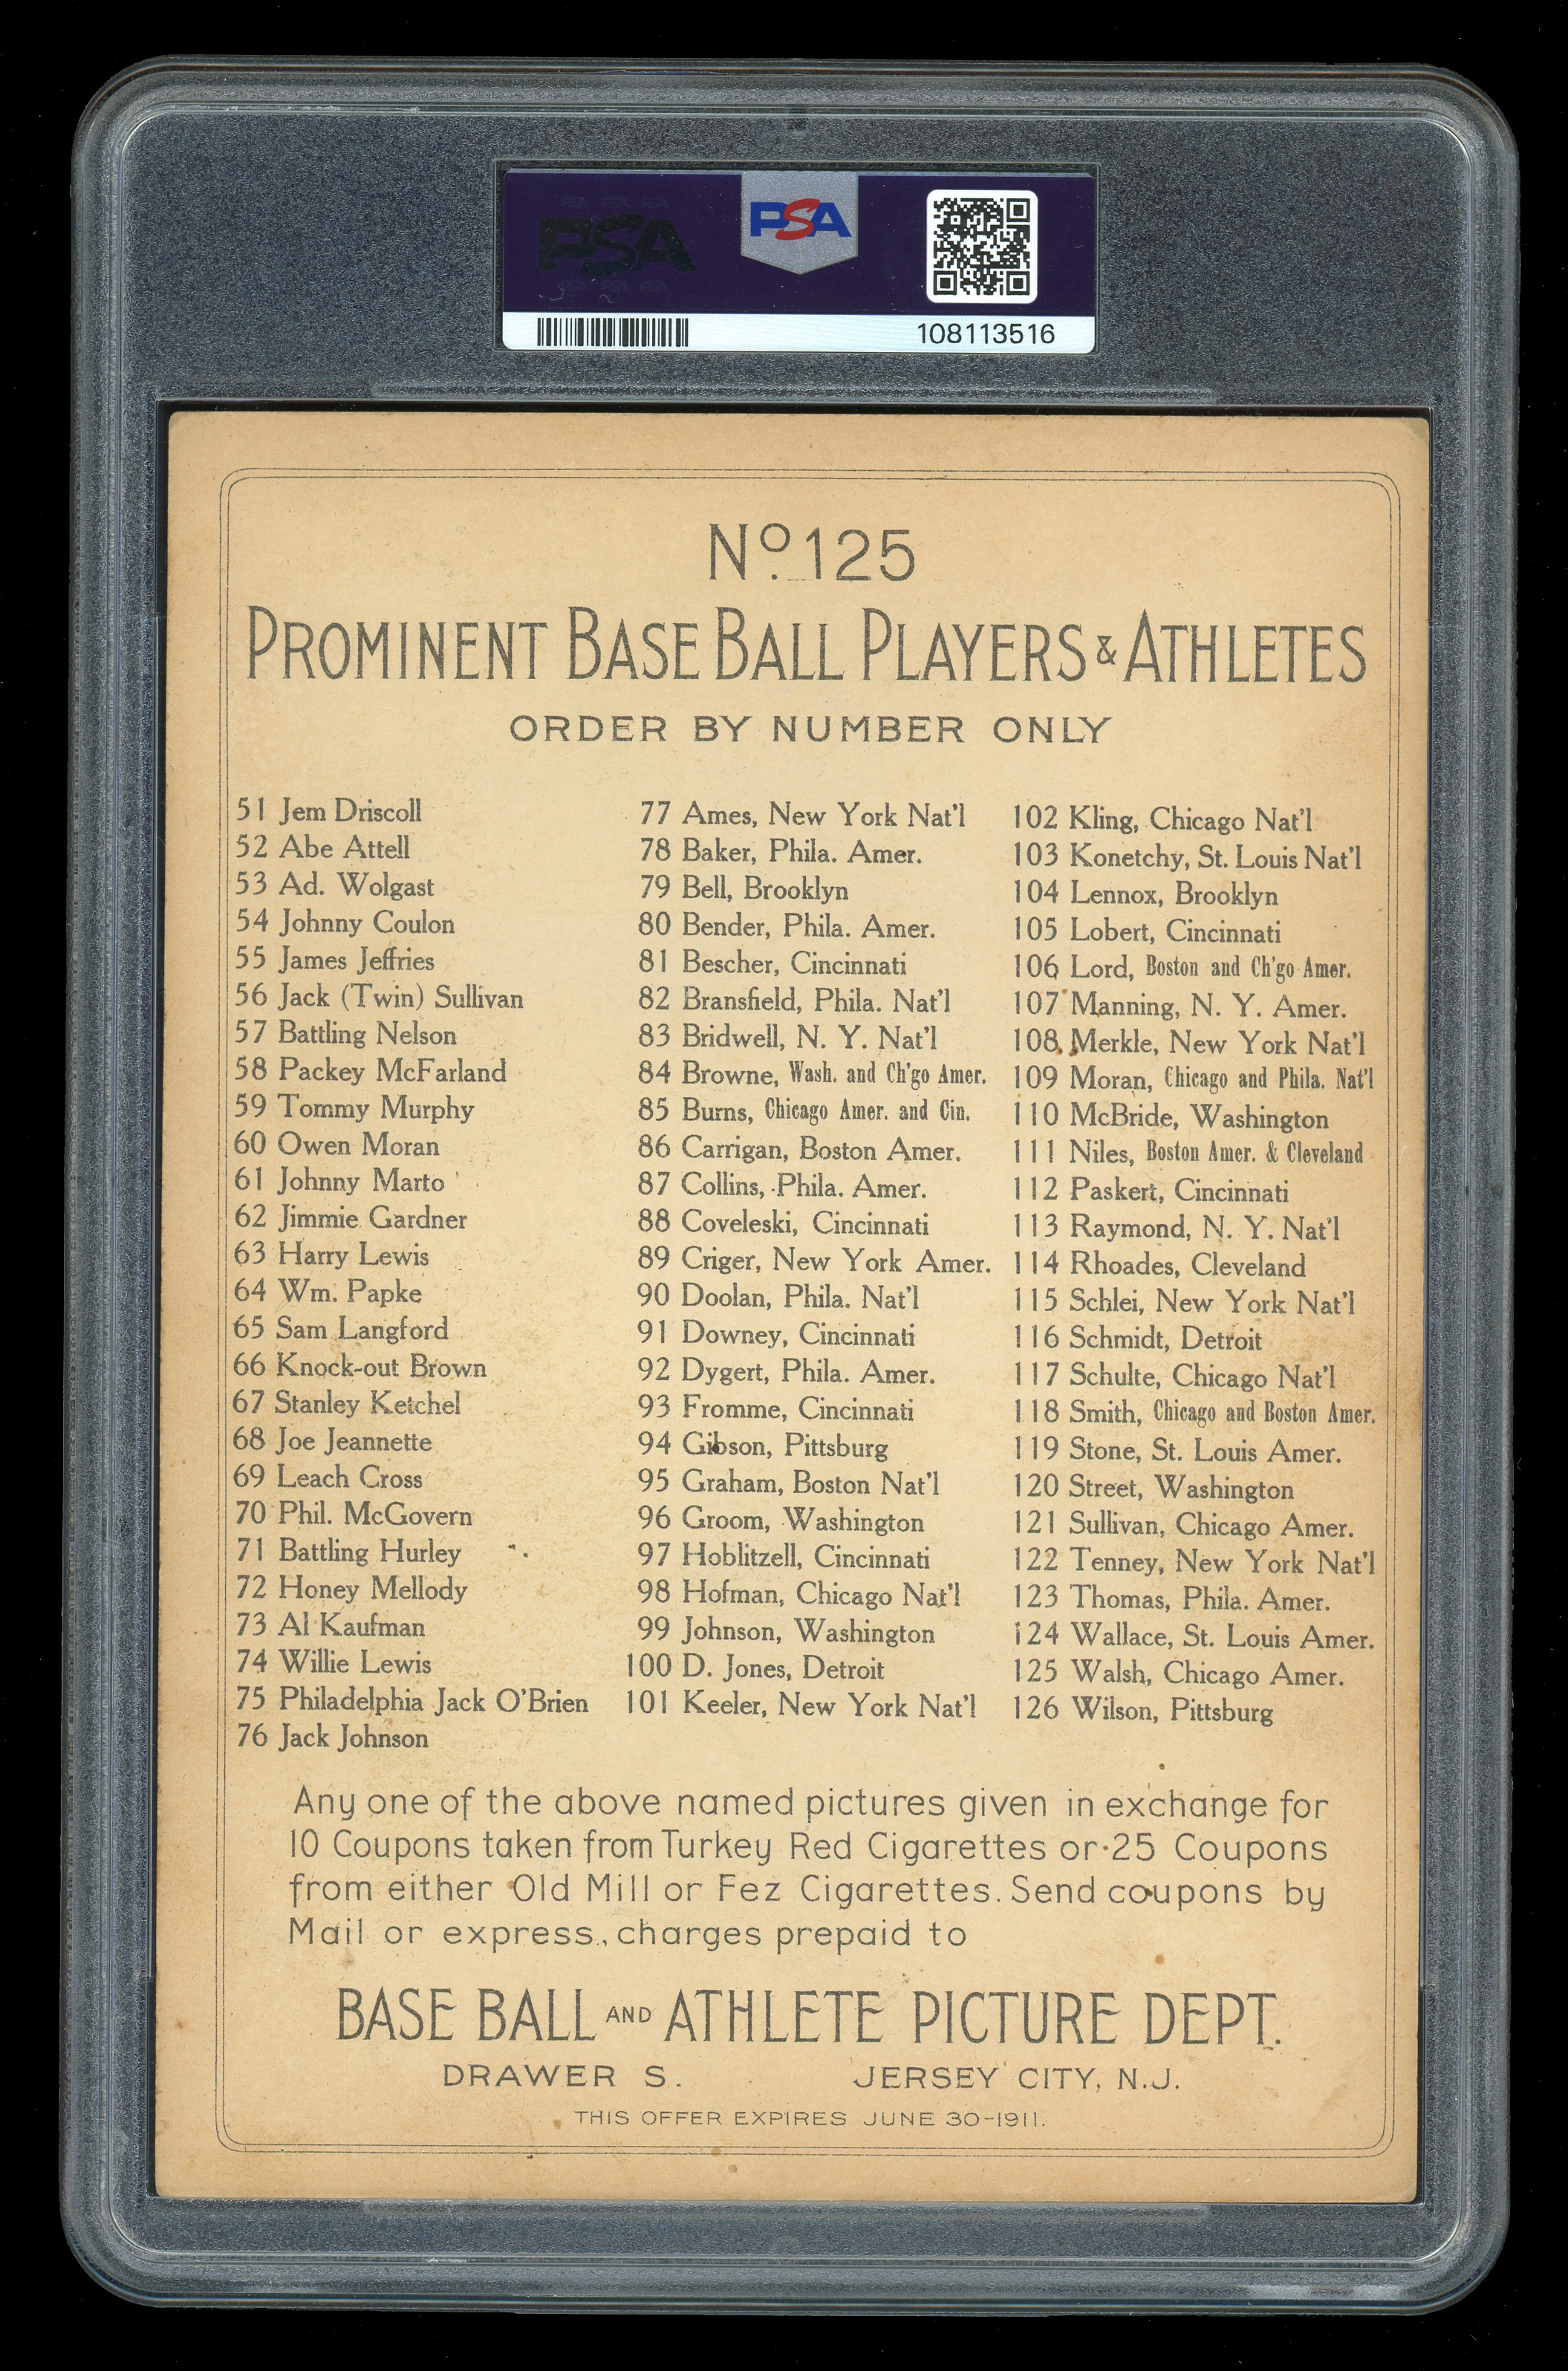 PSA
PSA
108113516
Nº 125
PROMINENT BASE BALL PLAYERS & ATHLETES
ORDER BY NUMBER ONLY
51 Jem Driscoll
52 Abe Attell
53 Ad. Wolgast
54 Johnny Coulon
55 James Jeffries
56 Jack (Twin) Sullivan
57 Battling Nelson
58 Packey McFarland
59 Tommy Murphy
60 Owen Moran
61 Johnny Marto
62 Jimmie Gardner
63 Harry Lewis
64 Wm. Papke
65 Sam Langford
66 Knock-out Brown
67 Stanley Ketchel
68 Joe Jeannette
69 Leach Cross
70 Phil. McGovern
71 Battling Hurley
72 Honey Mellody
73 Al Kaufman
74 Willie Lewis
75 Philadelphia Jack O'Brien
76 Jack Johnson
77 Ames, New York Nat'l
78 Baker, Phila. Amer.
79 Bell, Brooklyn
80 Bender, Phila. Amer.
81 Bescher, Cincinnati
82 Bransfield, Phila. Nat'l
83 Bridwell, N. Y. Nat'l
84 Browne, Wash. and Ch'go Amer.
85 Burns, Chicago Amer. and Cin.
86 Carrigan, Boston Amer.
87 Collins, Phila. Amer.
88 Coveleski, Cincinnati
89 Criger, New York Amer.
90 Doolan, Phila. Nat'l
91 Downey, Cincinnati
92 Dygert, Phila. Amer.
93 Fromme, Cincinnati
94 Gibson, Pittsburg
95 Graham, Boston Nat'l
96 Groom, Washington
97 Hoblitzell, Cincinnati
98 Hofman, Chicago Nat'l
99 Johnson, Washington
100 D. Jones, Detroit
101 Keeler, New York Nat'l
102 Kling, Chicago Nat'l
103 Konetchy, St. Louis Nat'l
104 Lennox, Brooklyn
105 Lobert, Cincinnati
106 Lord, Boston and Ch'go Amer.
107 Manning, N. Y. Amer.
108 Merkle, New York Nat'l
109 Moran, Chicago and Phila. Nat'l
110 McBride, Washington
111 Niles, Boston Amer. & Cleveland
112 Paskert, Cincinnati
113 Raymond, N. Y. Nat'l
114 Rhoades, Cleveland
115 Schlei, New York Nat'l
116 Schmidt, Detroit
117 Schulte, Chicago Nat'l
118 Smith, Chicago and Boston Amer.
119 Stone, St. Louis Amer.
120 Street, Washington
121 Sullivan, Chicago Amer.
122 Tenney, New York Nat'l
123 Thomas, Phila. Amer.
124 Wallace, St. Louis Amer.
125 Walsh, Chicago Amer.
126 Wilson, Pittsburg
Any one of the above named pictures given in exchange for
10 Coupons taken from Turkey Red Cigarettes or 25 Coupons
from either Old Mill or Fez Cigarettes. Send coupons by
Mail or express., charges prepaid to
BASE BALL AND ATHLETE PICTURE DEPT.
DRAWER S. JERSEY CITY, N.J.
THIS OFFER EXPIRES JUNE 30-1911.